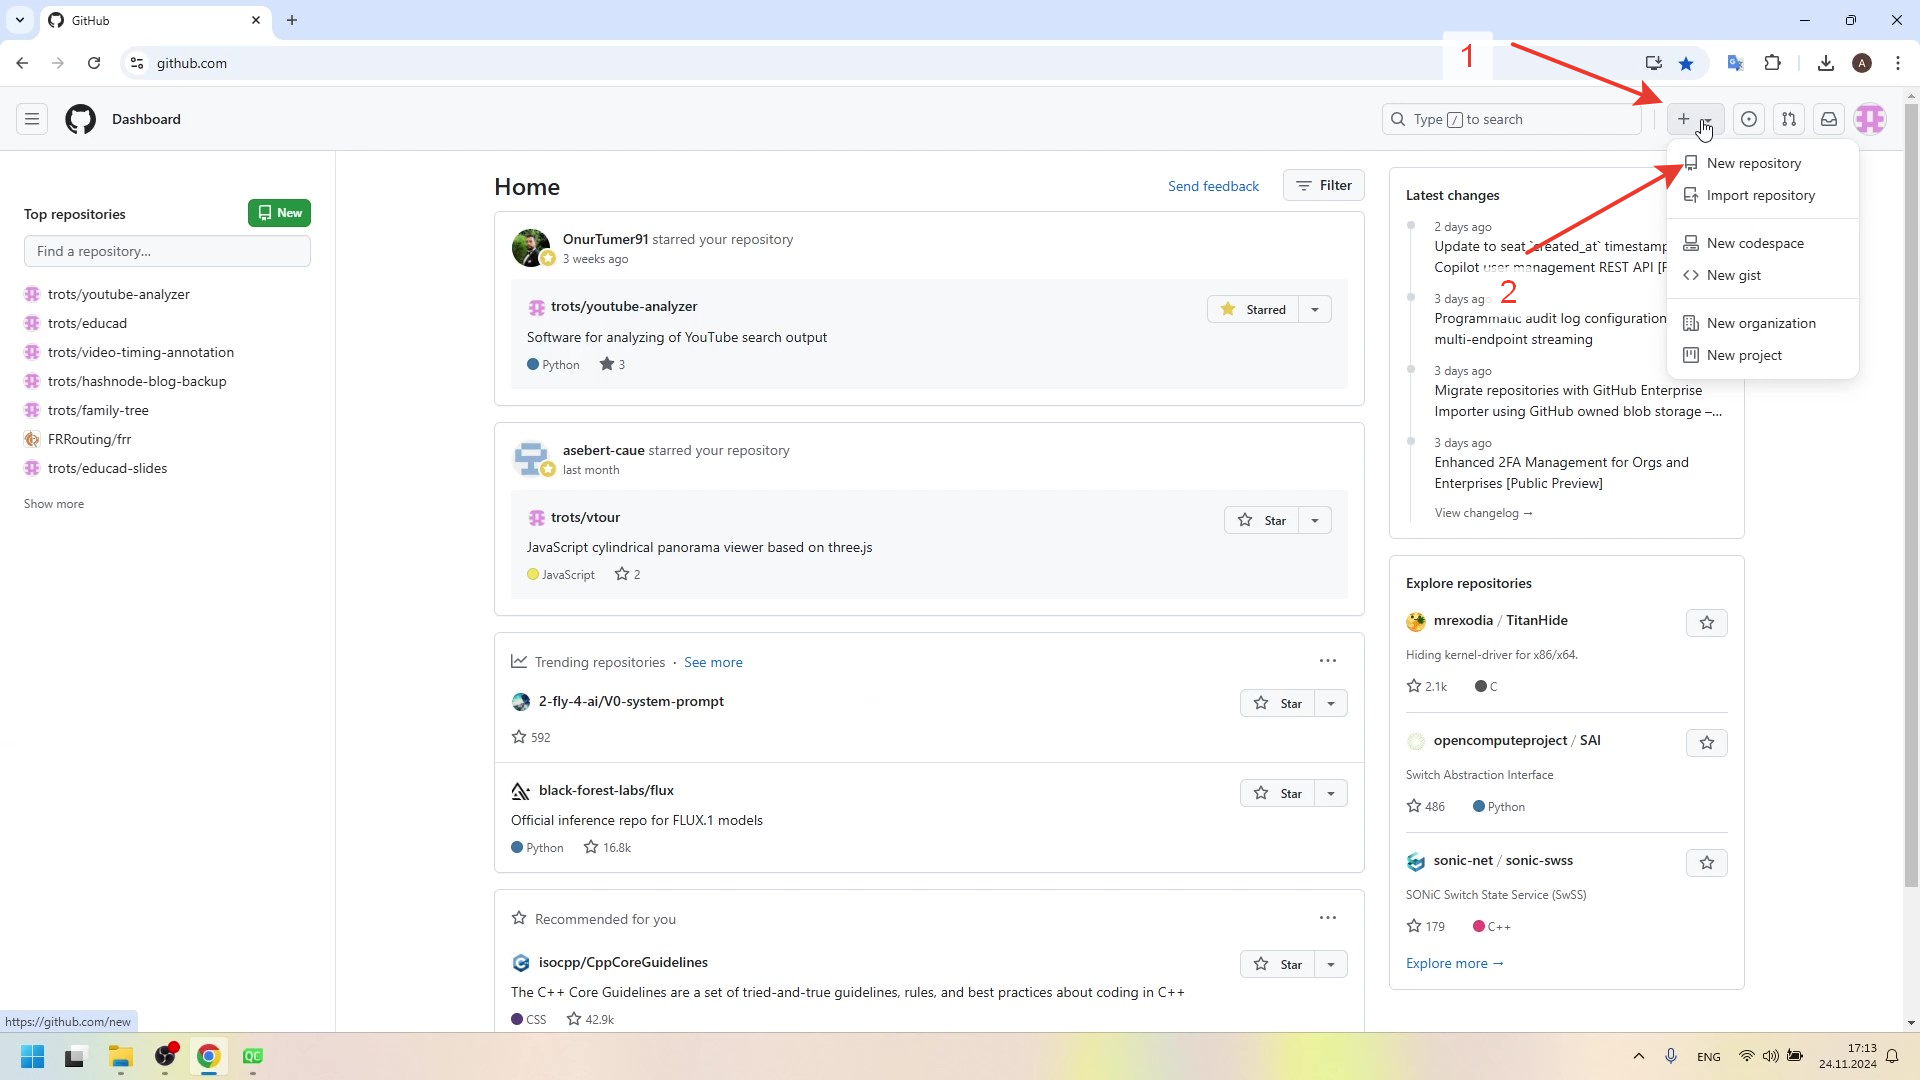 GitHub
github.com
1
Dashboard
Type / to search
New repository
Import repository
New codespace
New gist
New organization
New project
2
Top repositories
New
Find a repository...
trots/youtube-analyzer
trots/educad
trots/video-timing-annotation
trots/hashnode-blog-backup
trots/family-tree
FRRouting/frr
trots/educad-slides
Show more
Home
Send feedback
Filter
OnurTumer91 starred your repository
3 weeks ago
trots/youtube-analyzer
Starred
Software for analyzing of YouTube search output
Python 3
asebert-caue starred your repository
last month
trots/vtour
Star
JavaScript cylindrical panorama viewer based on three.js
JavaScript 2
Trending repositories · See more
2-fly-4-ai/V0-system-prompt
Star
592
black-forest-labs/flux
Star
Official inference repo for FLUX.1 models
Python 16.8k
Recommended for you
isocpp/CppCoreGuidelines
Star
The C++ Core Guidelines are a set of tried-and-true guidelines, rules, and best practices about coding in C++
CSS 42.9k
Latest changes
2 days ago
Update to seat `created_at` timestamp
Copilot user management REST API
3 days ago
Programmatic audit log configuration
multi-endpoint streaming
3 days ago
Migrate repositories with GitHub Enterprise
Importer using GitHub owned blob storage –...
3 days ago
Enhanced 2FA Management for Orgs and
Enterprises [Public Preview]
View changelog →
Explore repositories
mrexodia / TitanHide
Hiding kernel-driver for x86/x64.
2.1k C
opencomputeproject / SAI
Switch Abstraction Interface
486 Python
sonic-net / sonic-swss
SONiC Switch State Service (SwSS)
179 C++
Explore more →
https://github.com/new
QC
ENG
17:13
24.11.2024
A